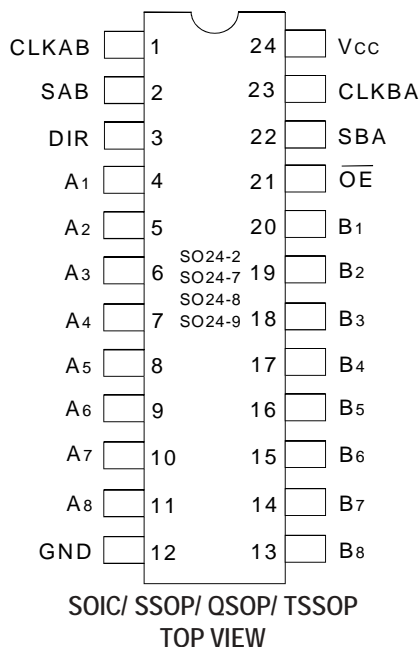 CLKAB 1 24 VCC
SAB 2 23 CLKBA
DIR 3 22 SBA
A1 4 21 OE
A2 5 20 B1
A3 6 SO24-2 19 B2
SO24-7
SO24-8
A4 7 SO24-9 18 B3
A5 8 17 B4
A6 9 16 B5
A7 10 15 B6
A8 11 14 B7
GND 12 13 B8
SOIC/ SSOP/ QSOP/ TSSOP
TOP VIEW